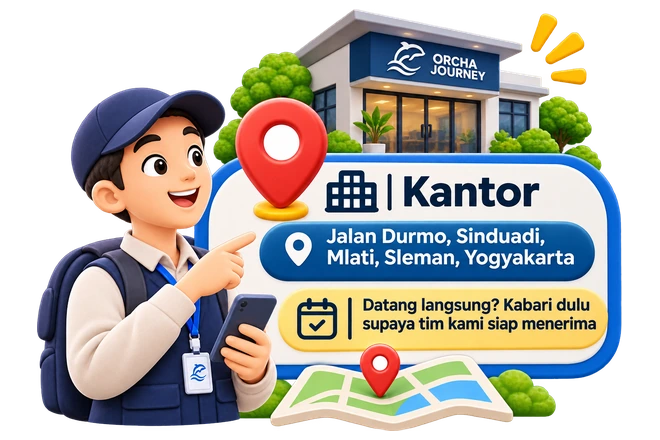 ORCHA
JOURNEY
Kantor
Jalan Durmo, Sinduadi,
Mlati, Sleman, Yogyakarta
Datang langsung? Kabari dulu
supaya tim kami siap menerima